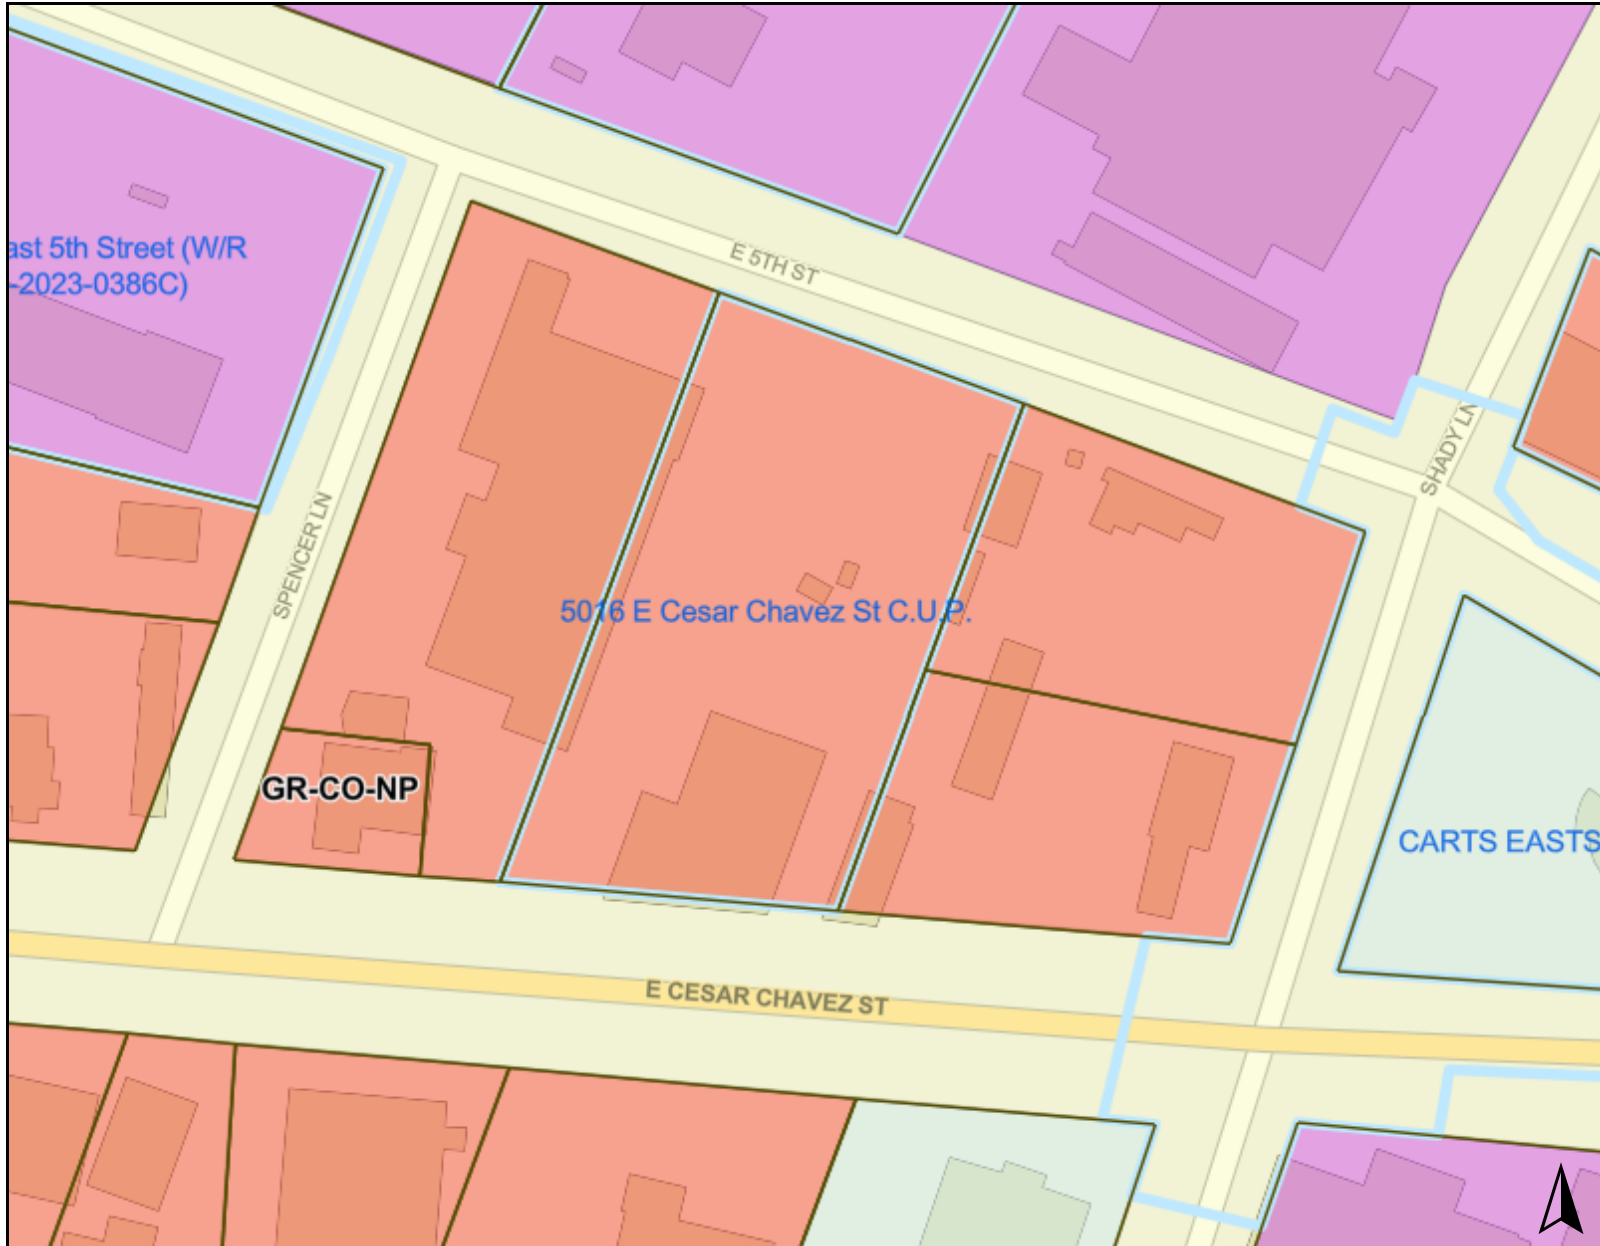 ast 5th Street (W/R
-2023-0386C)
E 5TH ST
SHADY LN
SPENCER LN
5016 E Cesar Chavez St C.U.P.
GR-CO-NP
CARTS EASTS
E CESAR CHAVEZ ST